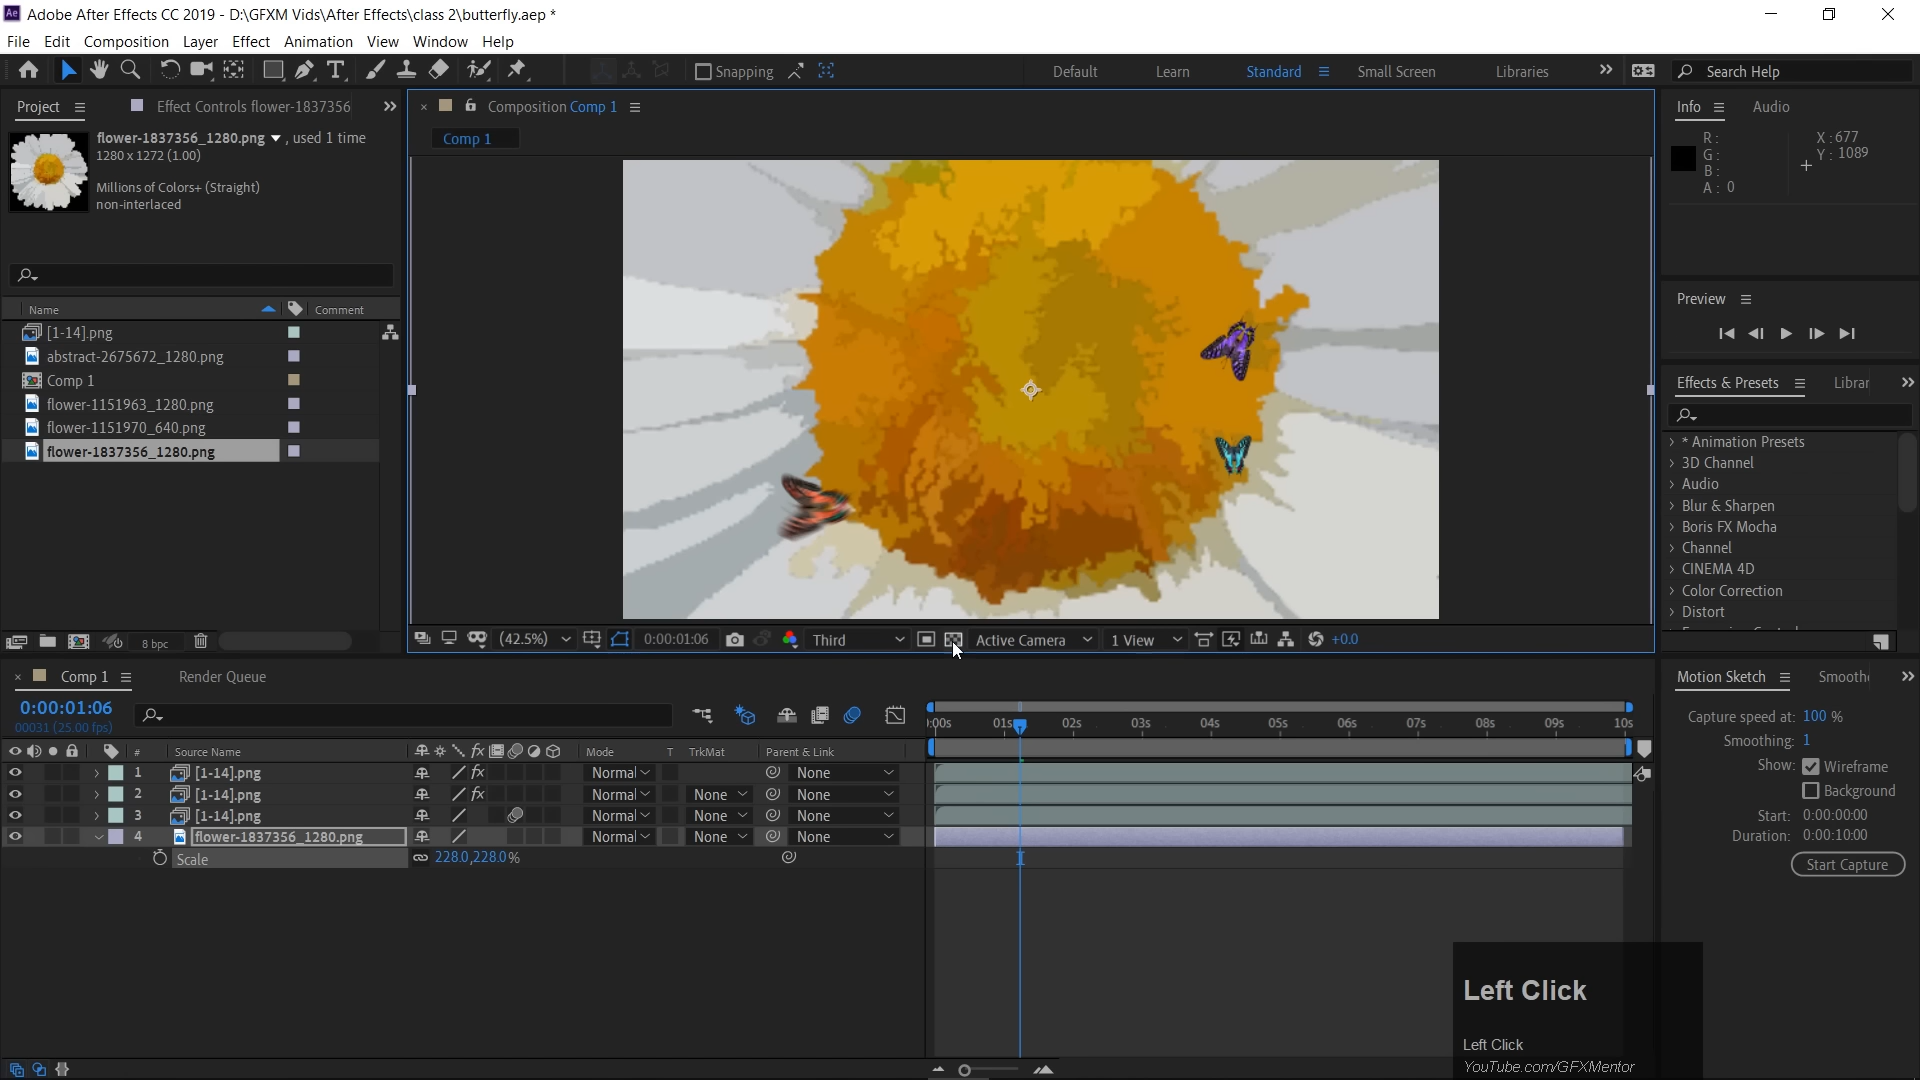 Adobe After Effects CC 2019 - D:\GFXM Vids\After Effects\class 2\butterfly.aep *
File Edit Composition Layer Effect Animation View Window Help
Snapping Default Learn Standard Small Screen Libraries Search Help
Project Effect Controls flower-1837356
Composition Comp 1
Info Audio
flower-1837356_1280.png , used 1 time
1280 x 1272 (1.00)
Millions of Colors+ (Straight)
non-interlaced
Comp 1
R:
G:
B:
A: 0
X: 677
Y: 1089
Preview
Name Comment
[1-14].png
abstract-2675672_1280.png
Comp 1
flower-1151963_1280.png
flower-1151970_640.png
flower-1837356_1280.png
Effects & Presets Librar
* Animation Presets
3D Channel
Audio
Blur & Sharpen
Boris FX Mocha
Channel
CINEMA 4D
Color Correction
Distort
8 bpc
(42.5%) 0:00:01:06 Third Active Camera 1 View +0.0
Comp 1 Render Queue
0:00:01:06
00031 (25.00 fps)
:00s 01s 02s 03s 04s 05s 06s 07s 08s 09s 10s
# Source Name fx Mode T TrkMat Parent & Link
1 [1-14].png fx Normal None
2 [1-14].png fx Normal None None
3 [1-14].png Normal None None
4 flower-1837356_1280.png Normal None None
Scale 228.0,228.0%
Motion Sketch Smoothe
Capture speed at: 100 %
Smoothing: 1
Show: Wireframe
Background
Start: 0:00:00:00
Duration: 0:00:10:00
Start Capture
Left Click
Left Click
YouTube.com/GFXMentor